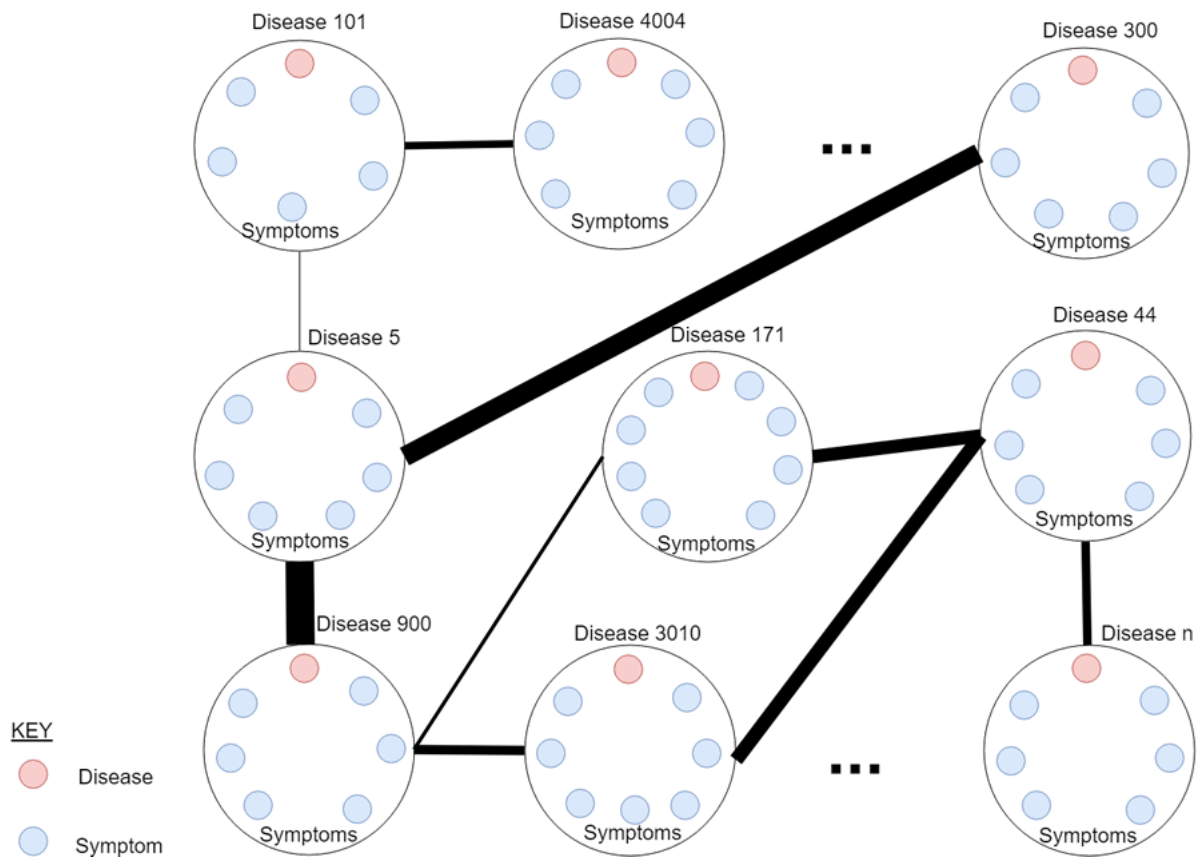 Disease 101
Disease 4004
Disease 300
Symptoms
Symptoms
Symptoms
Disease 5
Disease 171
Disease 44
Symptoms
Symptoms
Symptoms
Disease 900
Disease 3010
Disease n
KEY
Disease
Symptoms
Symptoms
Symptoms
Symptom